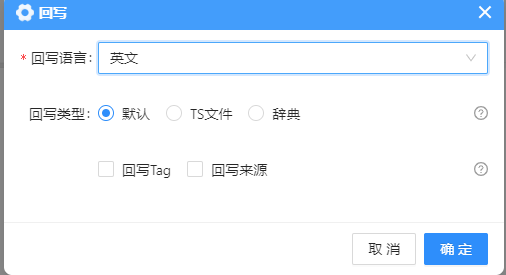 回写
* 回写语言: 英文
回写类型: 默认 TS文件 辞典
回写Tag 回写来源
取 消 确 定